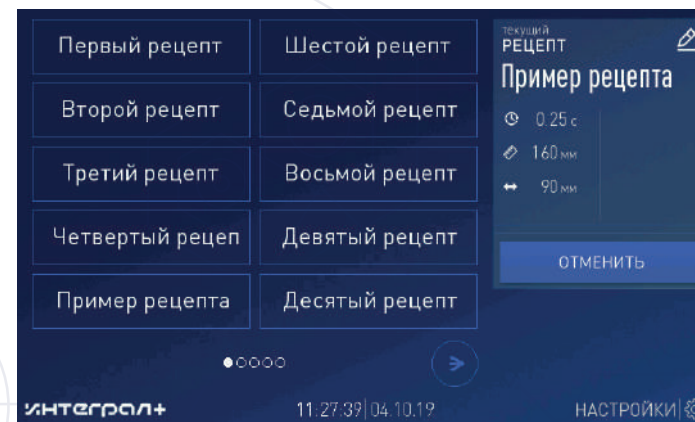 Первый рецепт
Шестой рецепт
Второй рецепт
Седьмой рецепт
Третий рецепт
Восьмой рецепт
Четвертый рецеп
Девятый рецепт
Пример рецепта
Десятый рецепт
текущий
РЕЦЕПТ
Пример рецепта
0.25 с
160 мм
90 мм
ОТМЕНИТЬ
интеграл+
11:27:39|04.10.19
НАСТРОЙКИ